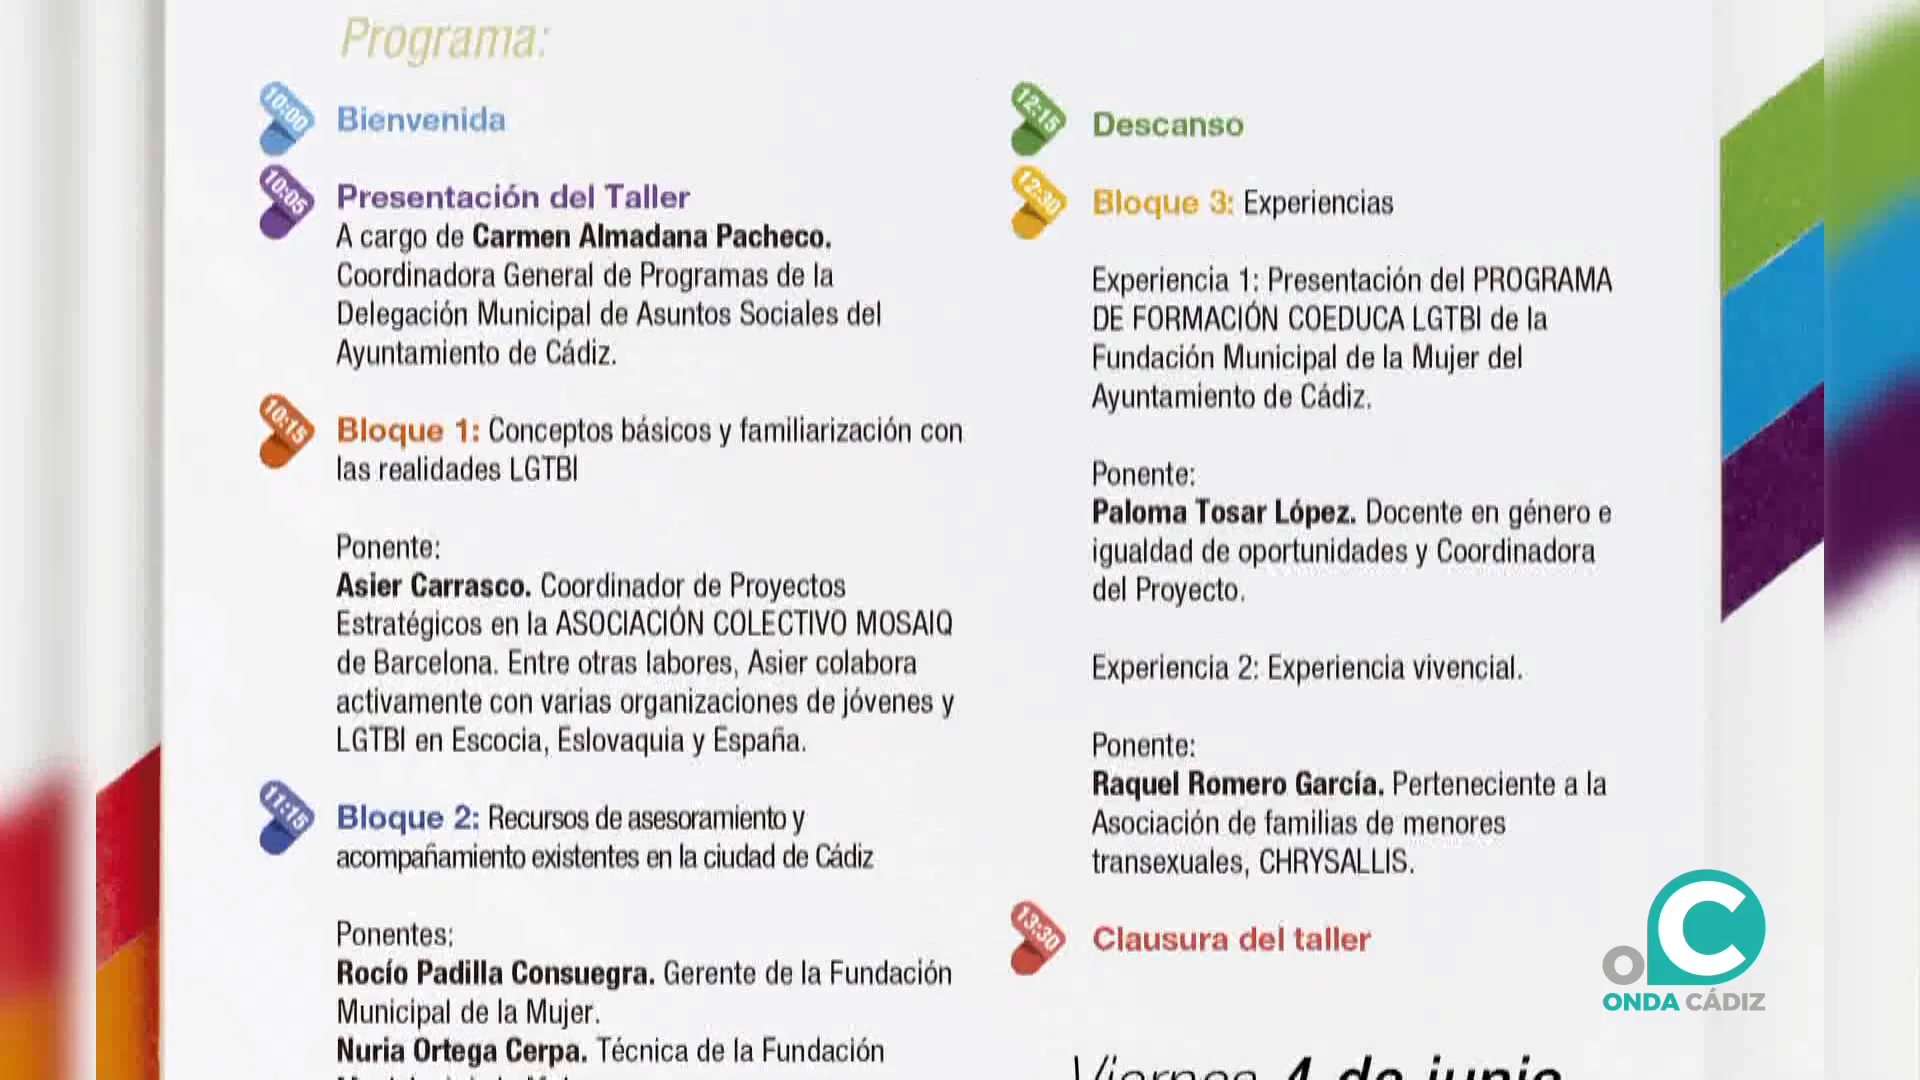 Programa:
10:00
Bienvenida
10:05
Presentación del Taller
A cargo de Carmen Almadana Pacheco.
Coordinadora General de Programas de la
Delegación Municipal de Asuntos Sociales del
Ayuntamiento de Cádiz.
10:15
Bloque 1: Conceptos básicos y familiarización con
las realidades LGTBI
Ponente:
Asier Carrasco. Coordinador de Proyectos
Estratégicos en la ASOCIACIÓN COLECTIVO MOSAIQ
de Barcelona. Entre otras labores, Asier colabora
activamente con varias organizaciones de jóvenes y
LGTBI en Escocia, Eslovaquia y España.
11:15
Bloque 2: Recursos de asesoramiento y
acompañamiento existentes en la ciudad de Cádiz
Ponentes:
Rocío Padilla Consuegra. Gerente de la Fundación
Municipal de la Mujer.
Nuria Ortega Cerpa. Técnica de la Fundación
12:15
Descanso
12:30
Bloque 3: Experiencias
Experiencia 1: Presentación del PROGRAMA
DE FORMACIÓN COEDUCA LGTBI de la
Fundación Municipal de la Mujer del
Ayuntamiento de Cádiz.
Ponente:
Paloma Tosar López. Docente en género e
igualdad de oportunidades y Coordinadora
del Proyecto.
Experiencia 2: Experiencia vivencial.
Ponente:
Raquel Romero García. Perteneciente a la
Asociación de familias de menores
transexuales, CHRYSALLIS.
13:30
Clausura del taller
Viernes 4 de junio
OC
ONDA CÁDIZ